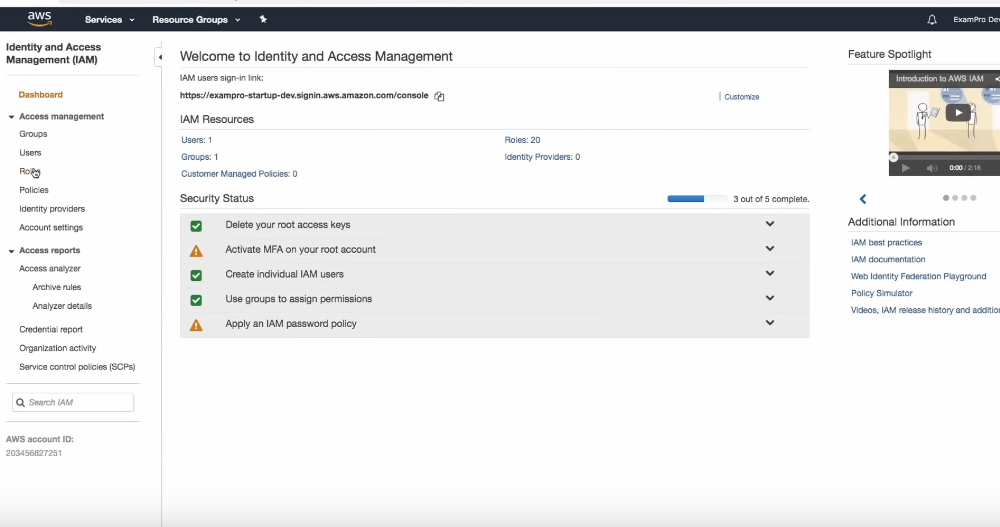 aws
Services
Resource Groups
ExamPro Dev
Identity and Access
Management (IAM)
Dashboard
Access management
Groups
Users
Policies
Identity providers
Account settings
Access reports
Access analyzer
Archive rules
Analyzer details
Credential report
Organization activity
Service control policies (SCPs)
Search IAM
AWS account ID:
203456827251
Welcome to Identity and Access Management
IAM users sign-in link:
https://exampro-startup-dev.signin.aws.amazon.com/console
Customize
IAM Resources
Users: 1
Roles: 20
Groups: 1
Identity Providers: 0
Customer Managed Policies: 0
Security Status
3 out of 5 complete.
Delete your root access keys
Activate MFA on your root account
Create individual IAM users
Use groups to assign permissions
Apply an IAM password policy
Feature Spotlight
Introduction to AWS IAM
0:00 / 2:16
Additional Information
IAM best practices
IAM documentation
Web Identity Federation Playground
Policy Simulator
Videos, IAM release history and